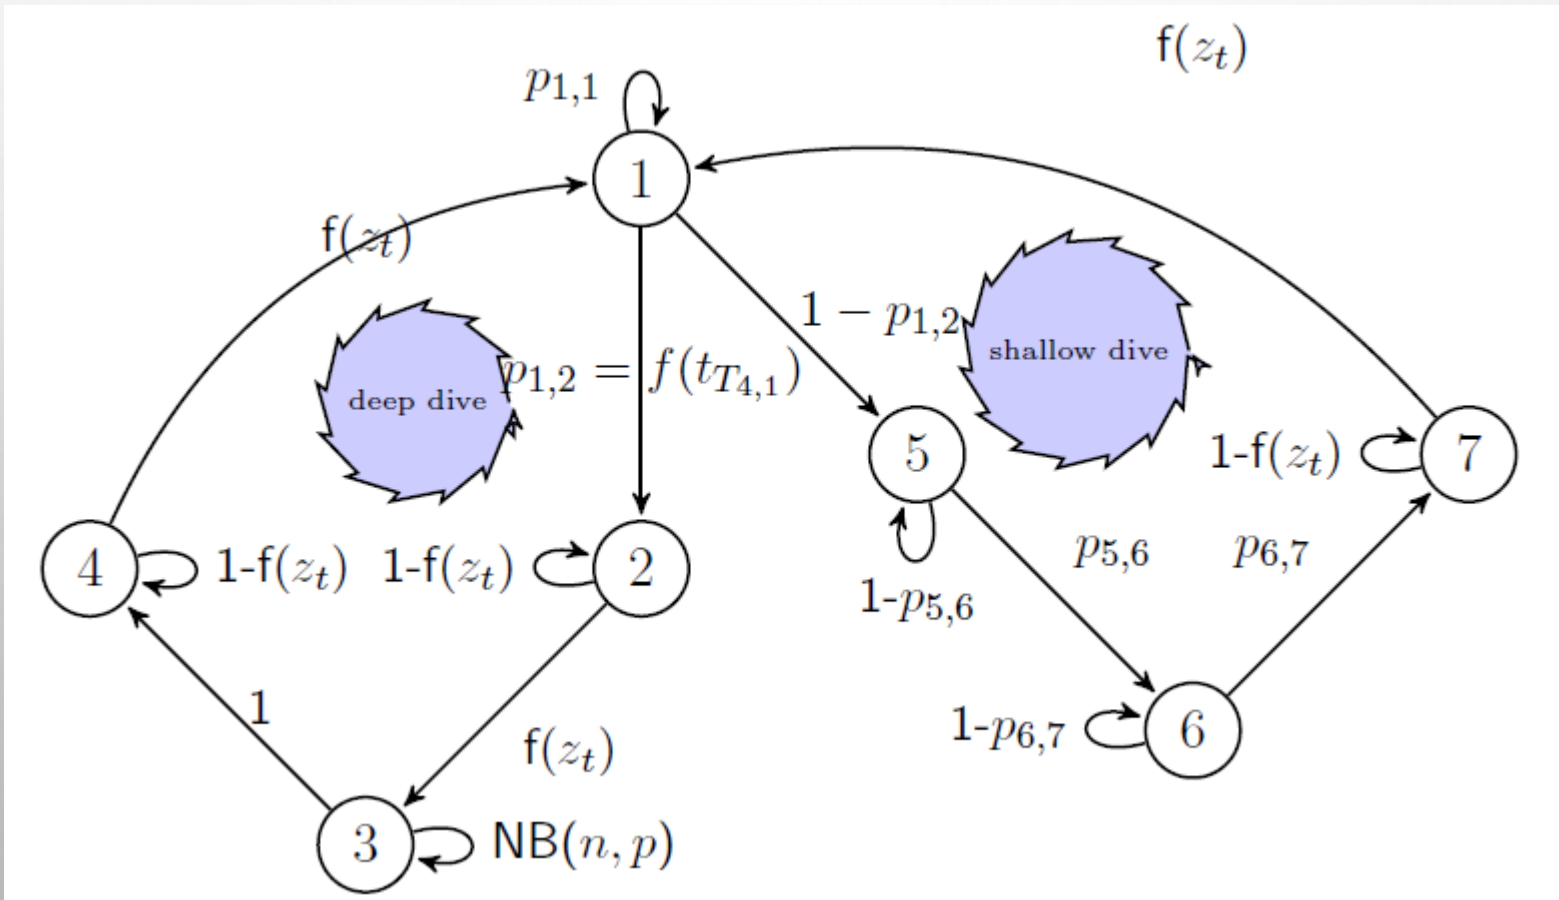 f(z_t)
p_{1,1}
1
f(z_t)
1 − p_{1,2}
shallow dive
p_{1,2} = f(t_{T_{4,1}})
deep dive
5
1-f(z_t)
7
4
1-f(z_t)
1-f(z_t)
2
p_{5,6}
p_{6,7}
1-p_{5,6}
1
1-p_{6,7}
6
f(z_t)
3
NB(n, p)